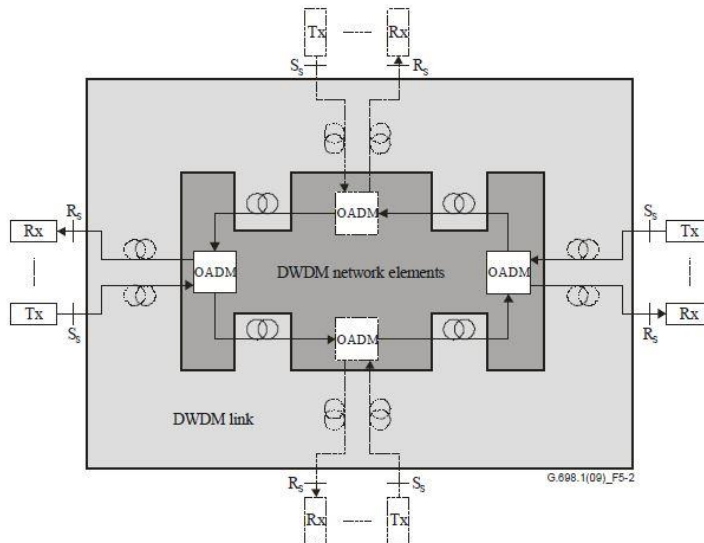 Tx Rx
Sₛ Rₛ
OADM
Rₛ Sₛ
Rx Tx
OADM DWDM network elements OADM
Tx Rx
Sₛ Rₛ
OADM
DWDM link
G.698.1(09)_F5-2
Rₛ Sₛ
Rx Tx